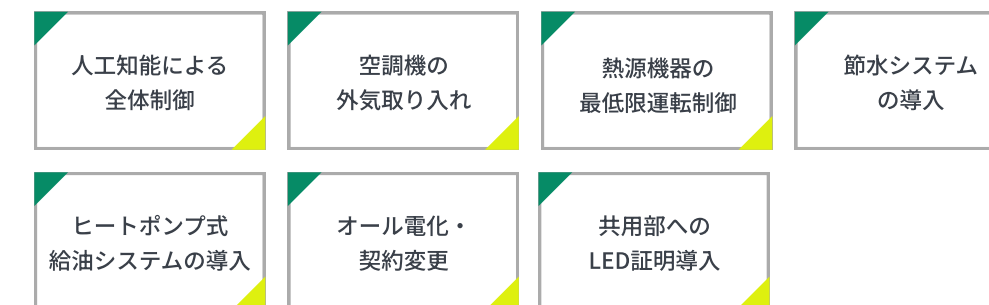 人工知能による
全体制御
空調機の
外気取り入れ
熱源機器の
最低限運転制御
節水システム
の導入
ヒートポンプ式
給油システムの導入
オール電化・
契約変更
共用部への
LED証明導入